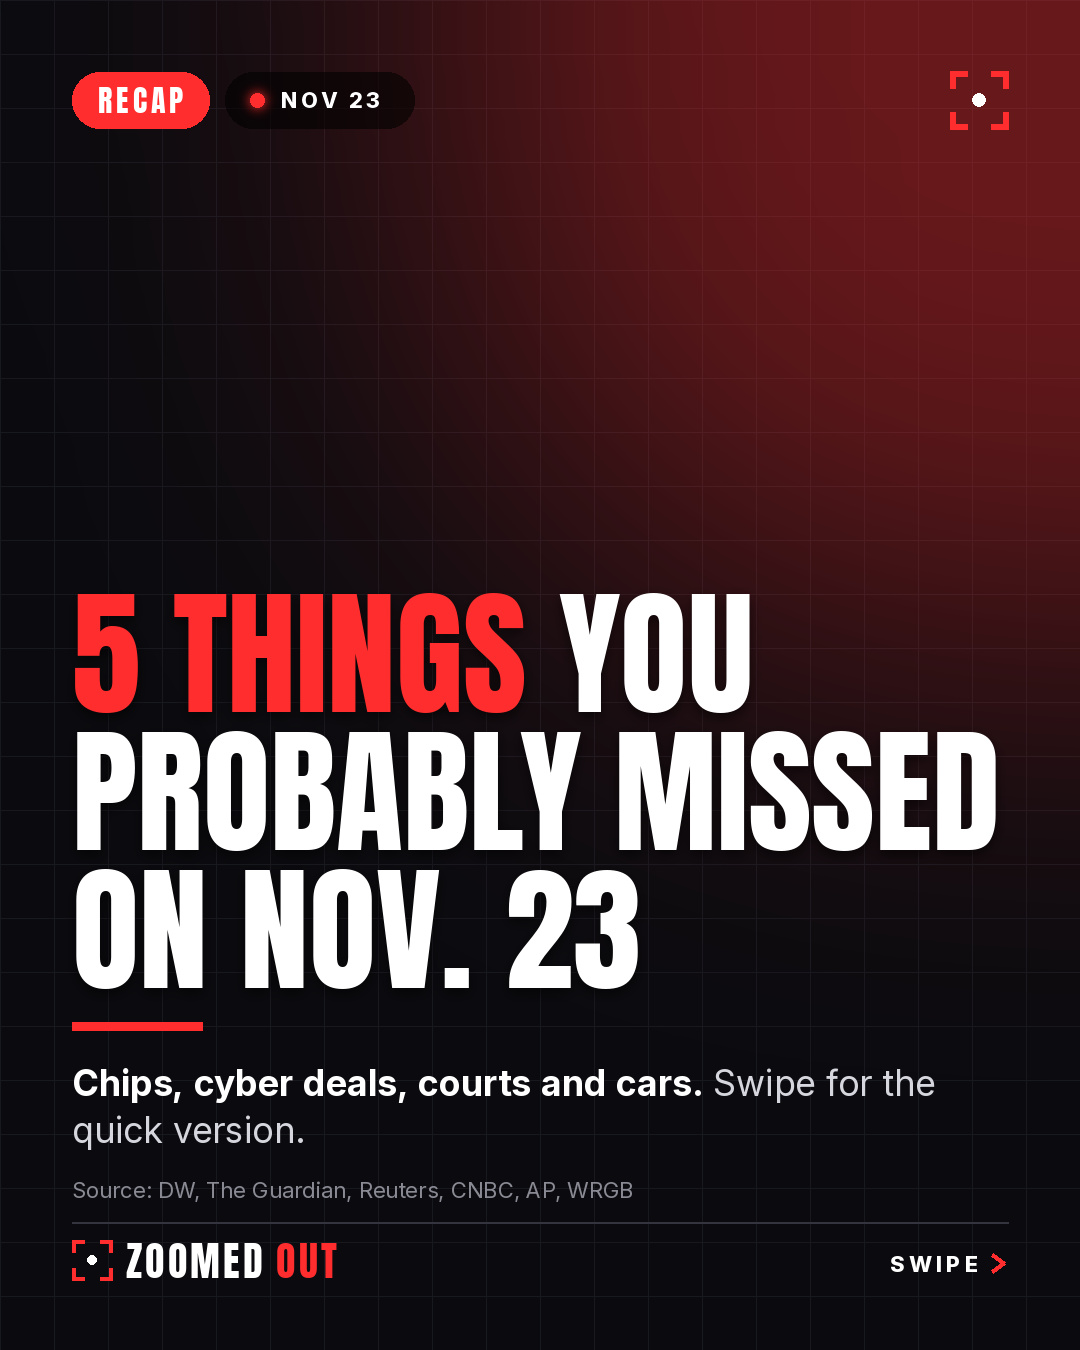 RECAP
NOV 23
5 THINGS YOU
PROBABLY MISSED
ON NOV. 23
Chips, cyber deals, courts and cars. Swipe for the
quick version.
Source: DW, The Guardian, Reuters, CNBC, AP, WRGB
ZOOMED OUT
SWIPE